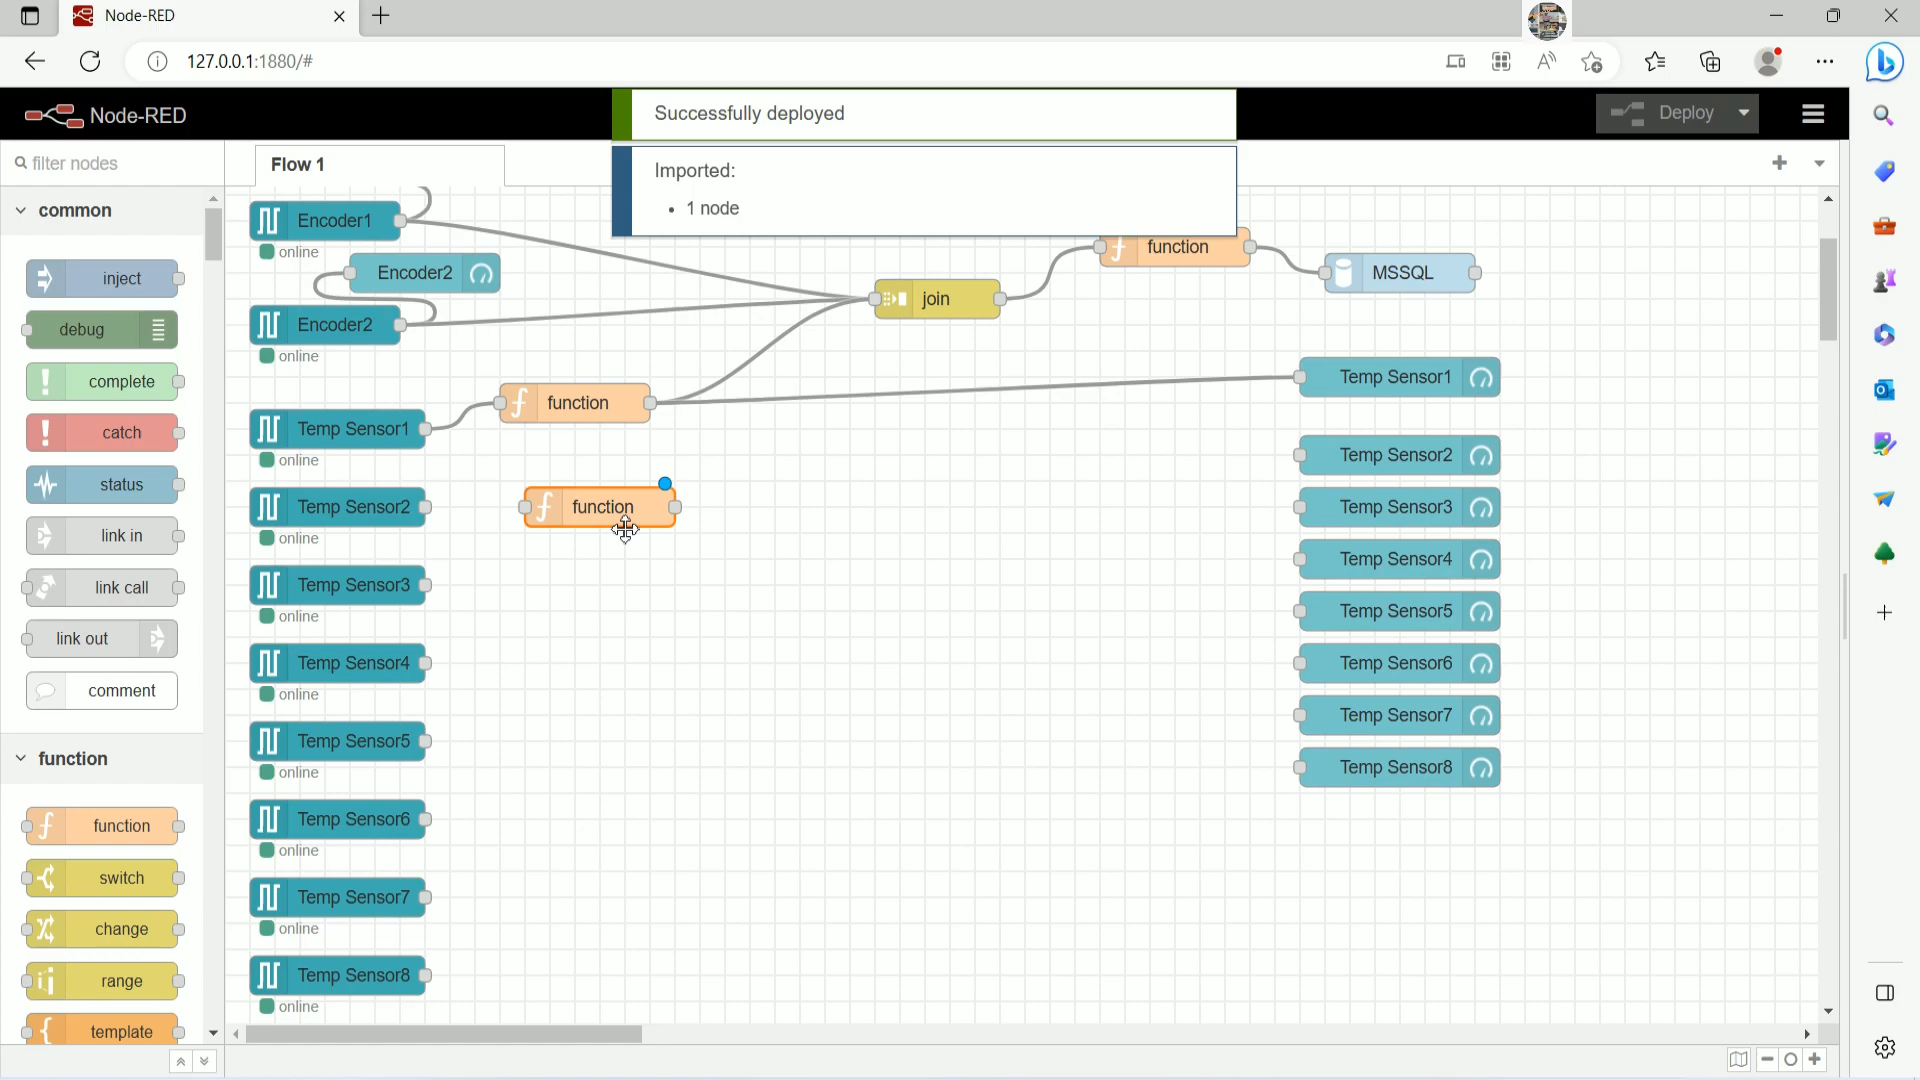 Node-RED
127.0.0.1:1880/#
Node-RED
Successfully deployed
Deploy
filter nodes
Flow 1
Imported:
1 node
common
Encoder1
online
function
inject
Encoder2
MSSQL
join
debug
Encoder2
online
complete
Temp Sensor1
function
catch
Temp Sensor1
online
Temp Sensor2
status
Temp Sensor2
function
Temp Sensor3
online
link in
Temp Sensor4
link call
Temp Sensor3
online
Temp Sensor5
link out
Temp Sensor4
online
Temp Sensor6
comment
Temp Sensor7
Temp Sensor5
online
function
Temp Sensor8
function
Temp Sensor6
online
switch
Temp Sensor7
online
change
range
Temp Sensor8
online
template